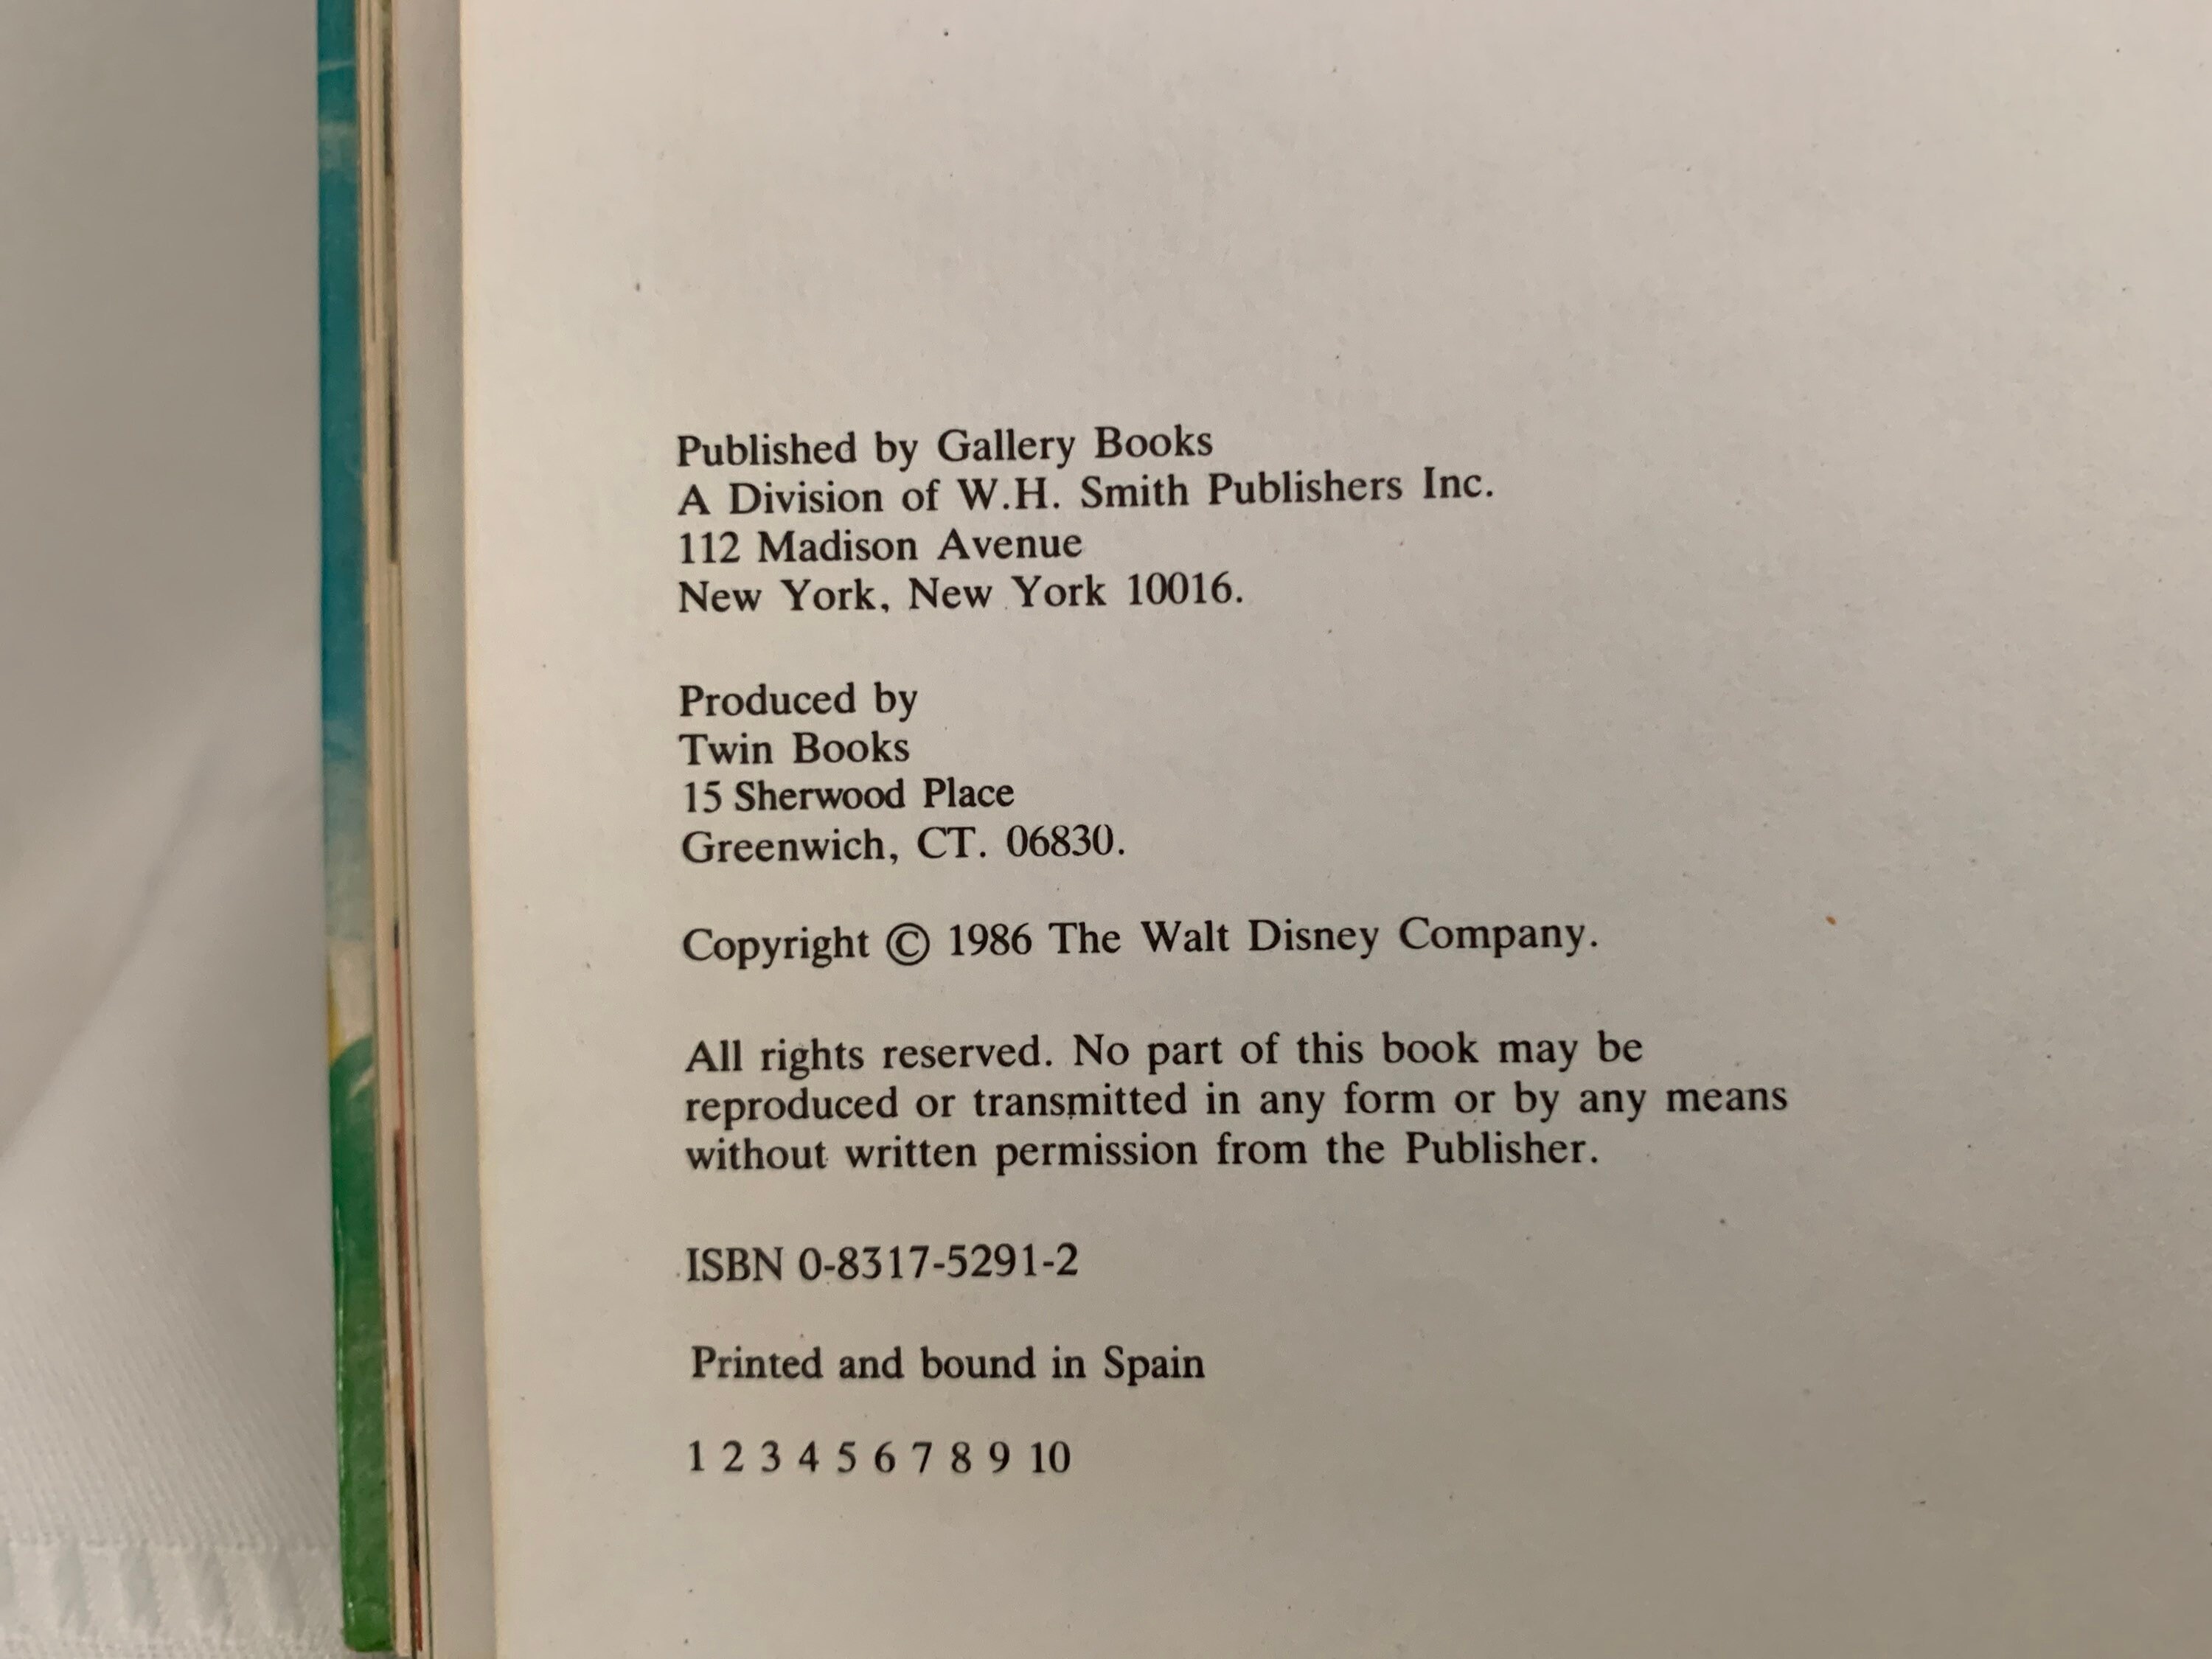 Published by Gallery Books
A Division of W.H. Smith Publishers Inc.
112 Madison Avenue
New York, New York 10016.
Produced by
Twin Books
15 Sherwood Place
Greenwich, CT. 06830.
Copyright © 1986 The Walt Disney Company.
All rights reserved. No part of this book may be
reproduced or transmitted in any form or by any means
without written permission from the Publisher.
ISBN 0-8317-5291-2
Printed and bound in Spain
1 2 3 4 5 6 7 8 9 10